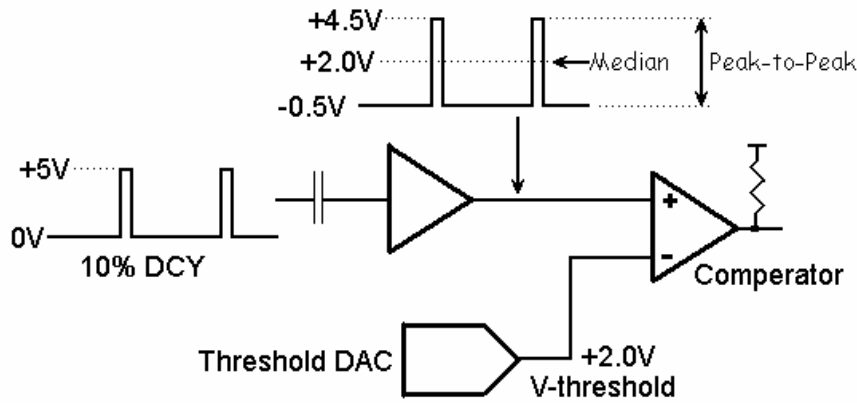 +4.5V
+2.0V
Median
Peak-to-Peak
-0.5V
+5V
0V
10% DCY
+
-
Comperator
Threshold DAC
+2.0V
V-threshold